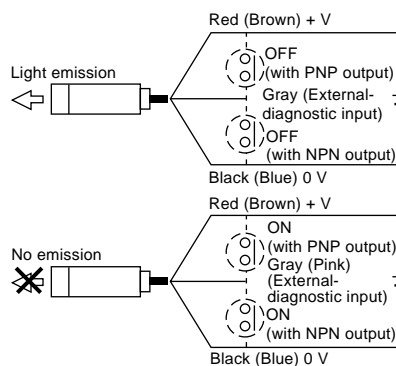 Red (Brown) + V
OFF
(with PNP output)
Light emission
Gray (External-
diagnostic input)
OFF
(with NPN output)
Black (Blue) 0 V
Red (Brown) + V
ON
(with PNP output)
No emission
Gray (Pink)
(External-
diagnostic input)
ON
(with NPN output)
Black (Blue) 0 V